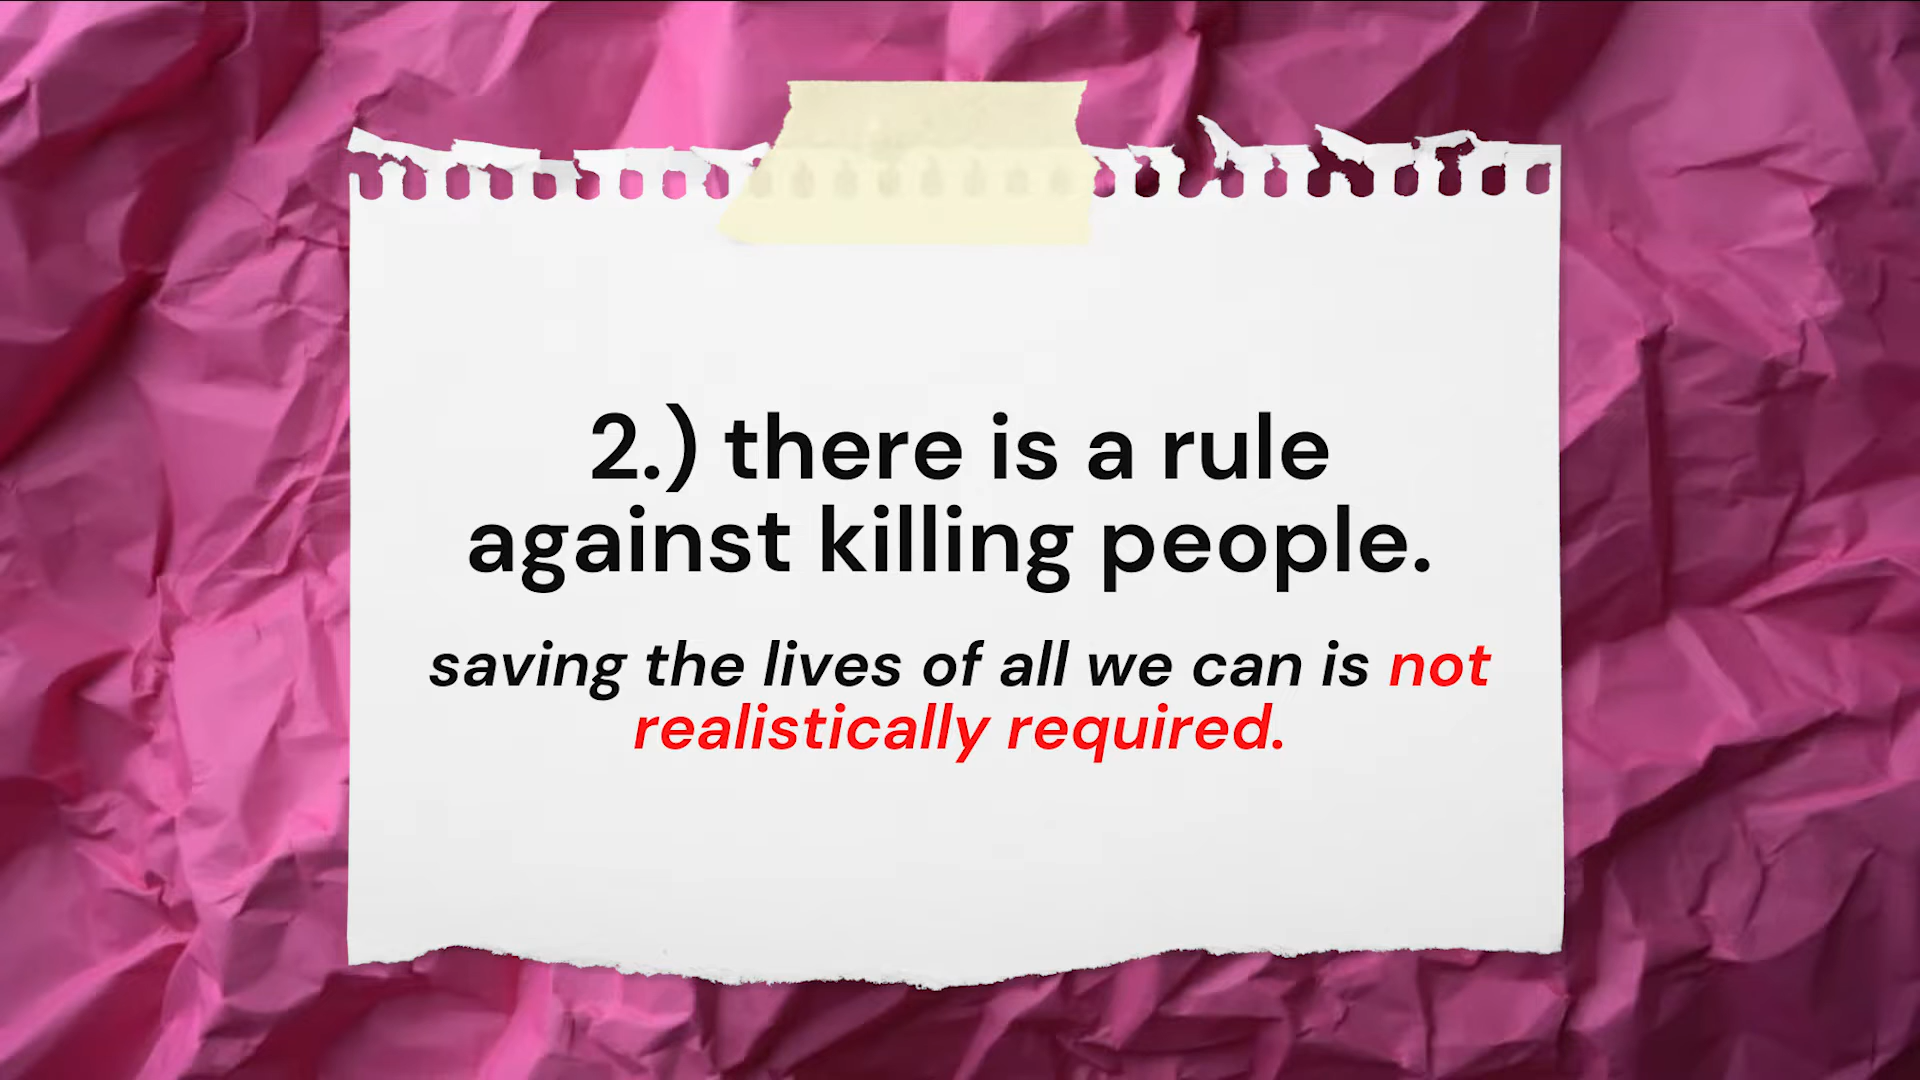 2.) there is a rule
against killing people.
saving the lives of all we can is not
realistically required.